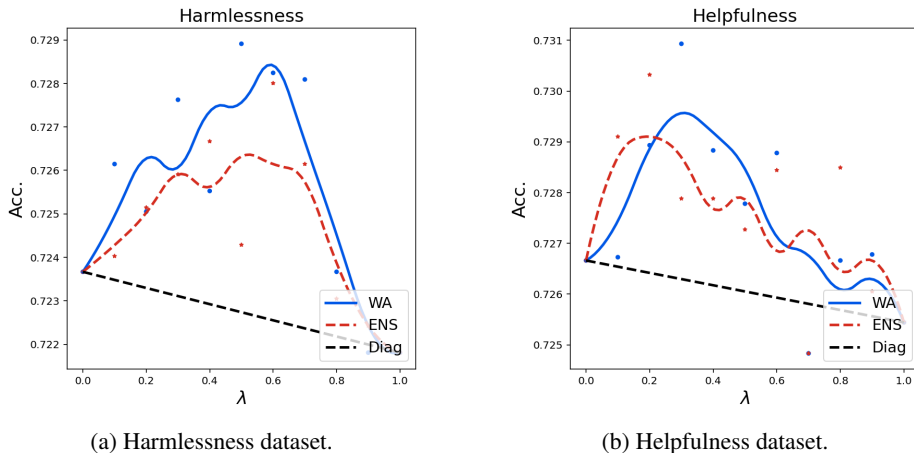 Harmlessness
0.729
0.728
0.727
0.726
0.725
0.724
0.723
0.722
Acc.
0.0 0.2 0.4 0.6 0.8 1.0
λ
WA
ENS
Diag
(a) Harmlessness dataset.
Helpfulness
0.731
0.730
0.729
0.728
0.727
0.726
0.725
Acc.
0.0 0.2 0.4 0.6 0.8 1.0
λ
WA
ENS
Diag
(b) Helpfulness dataset.